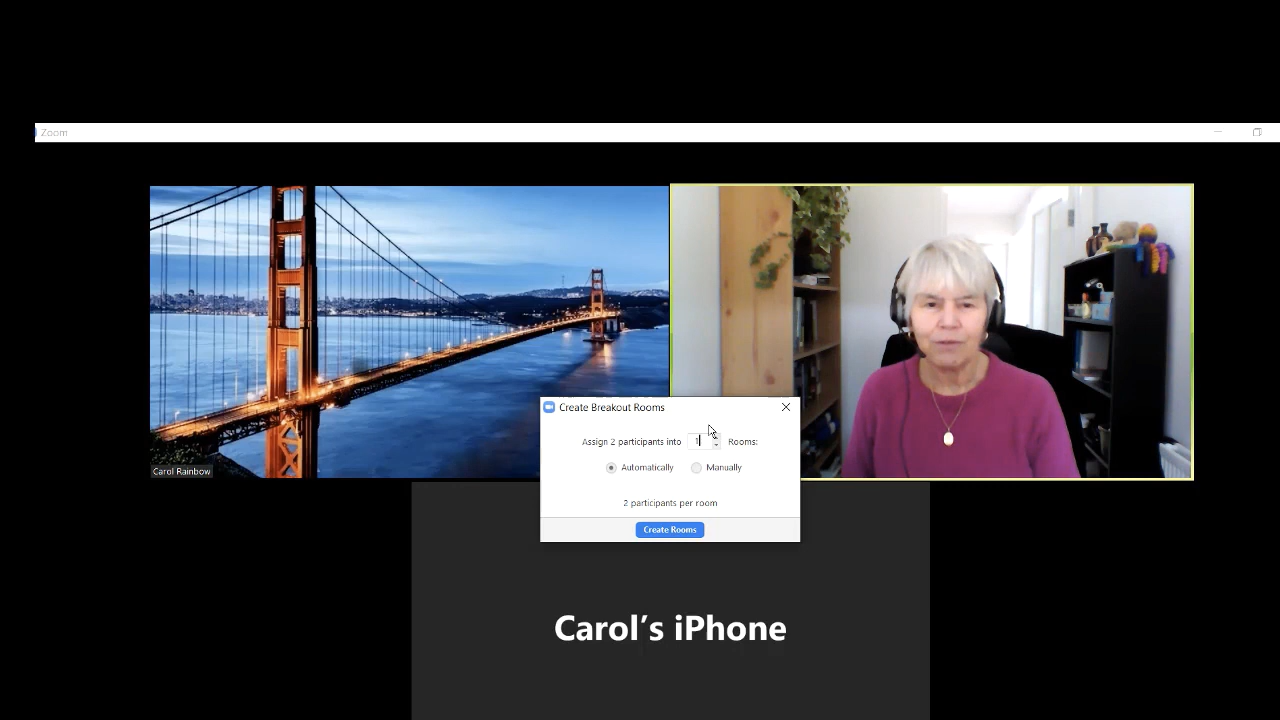 Zoom
Carol Rainbow
Create Breakout Rooms
Assign 2 participants into 1 Rooms:
Automatically Manually
2 participants per room
Create Rooms
Carol's iPhone